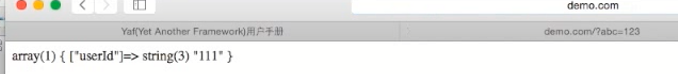 demo.com
Yaf(Yet Another Framework)用户手册
demo.com/?abc=123
array(1) { ["userId"]=> string(3) "111" }